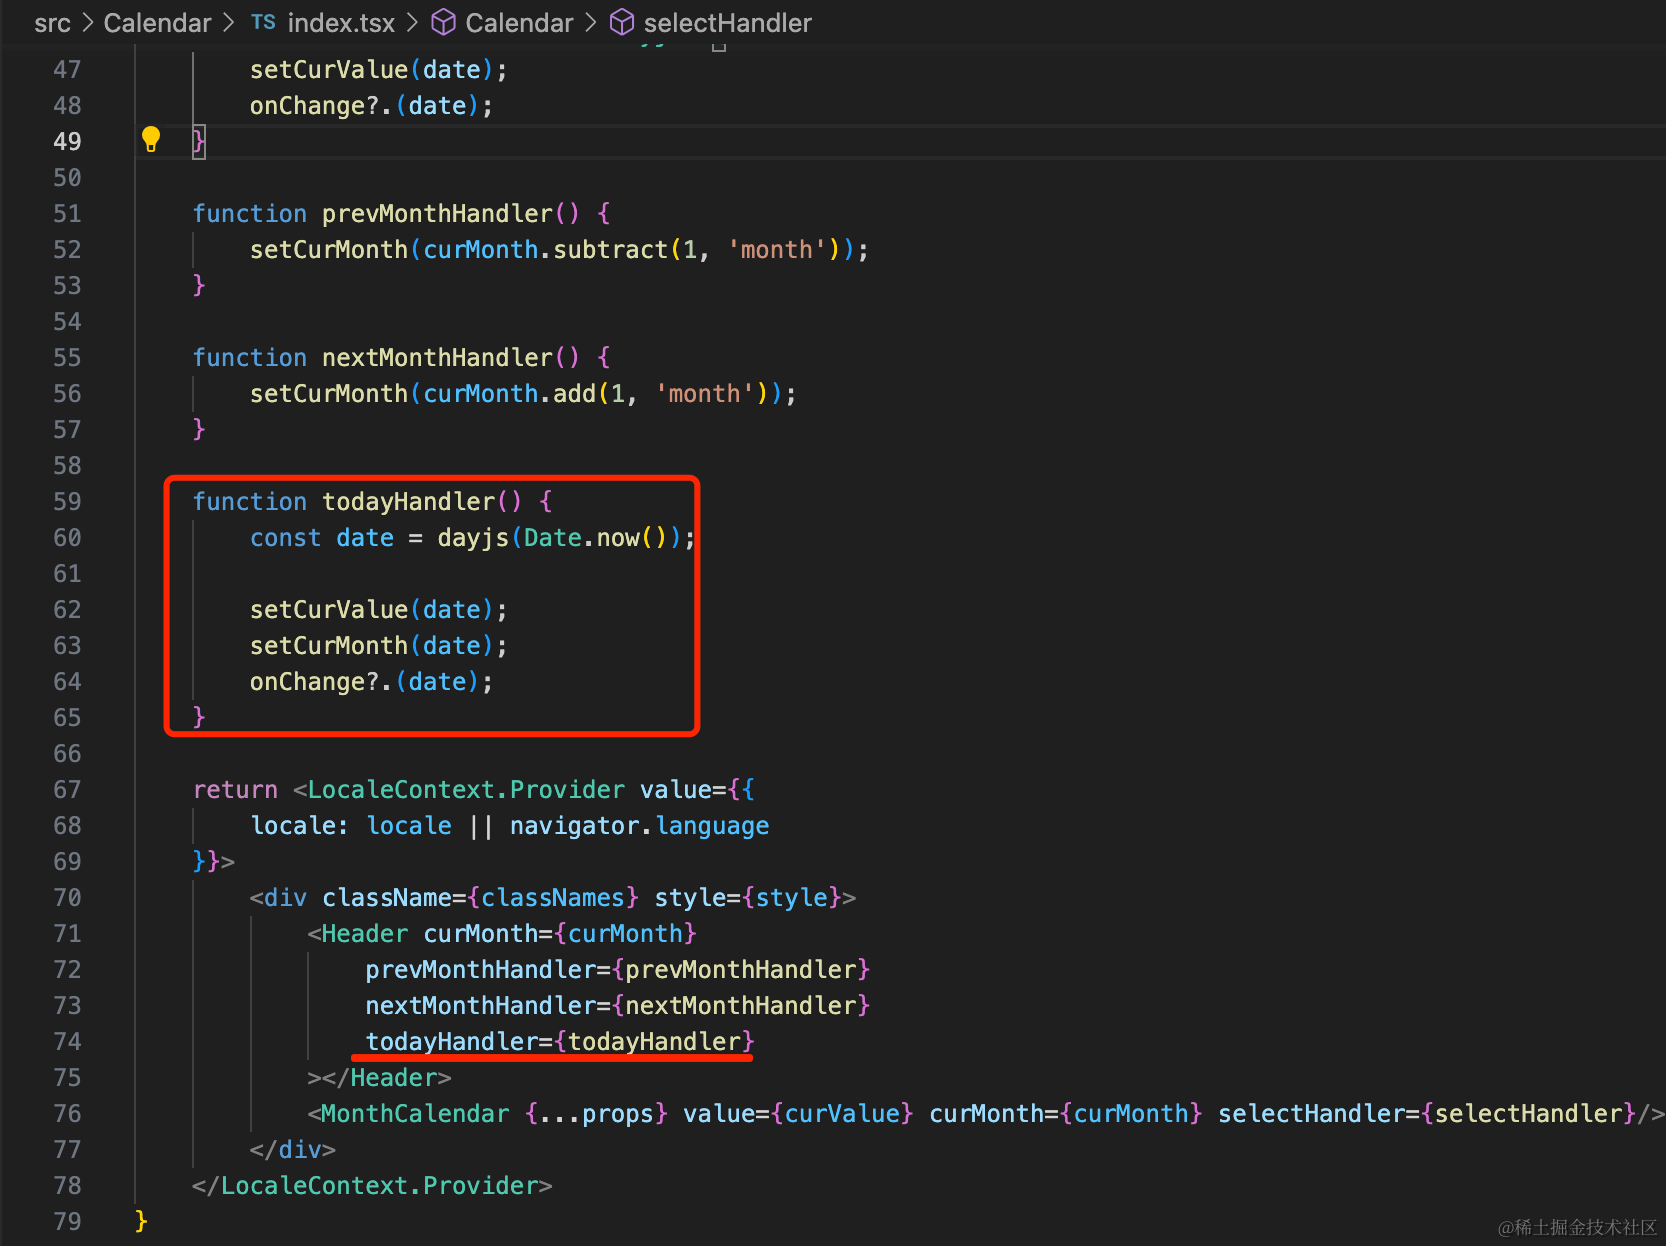 src > Calendar > TS index.tsx > Calendar > selectHandler
47 setCurValue(date);
48 onChange?.(date);
49 }
50
51 function prevMonthHandler() {
52 setCurMonth(curMonth.subtract(1, 'month'));
53 }
54
55 function nextMonthHandler() {
56 setCurMonth(curMonth.add(1, 'month'));
57 }
58
59 function todayHandler() {
60 const date = dayjs(Date.now());
61
62 setCurValue(date);
63 setCurMonth(date);
64 onChange?.(date);
65 }
66
67 return <LocaleContext.Provider value={{
68 locale: locale || navigator.language
69 }}>
70 <div className={classNames} style={style}>
71 <Header curMonth={curMonth}
72 prevMonthHandler={prevMonthHandler}
73 nextMonthHandler={nextMonthHandler}
74 todayHandler={todayHandler}
75 ></Header>
76 <MonthCalendar {...props} value={curValue} curMonth={curMonth} selectHandler={selectHandler}/>
77 </div>
78 </LocaleContext.Provider>
79 }
@稀土掘金技术社区